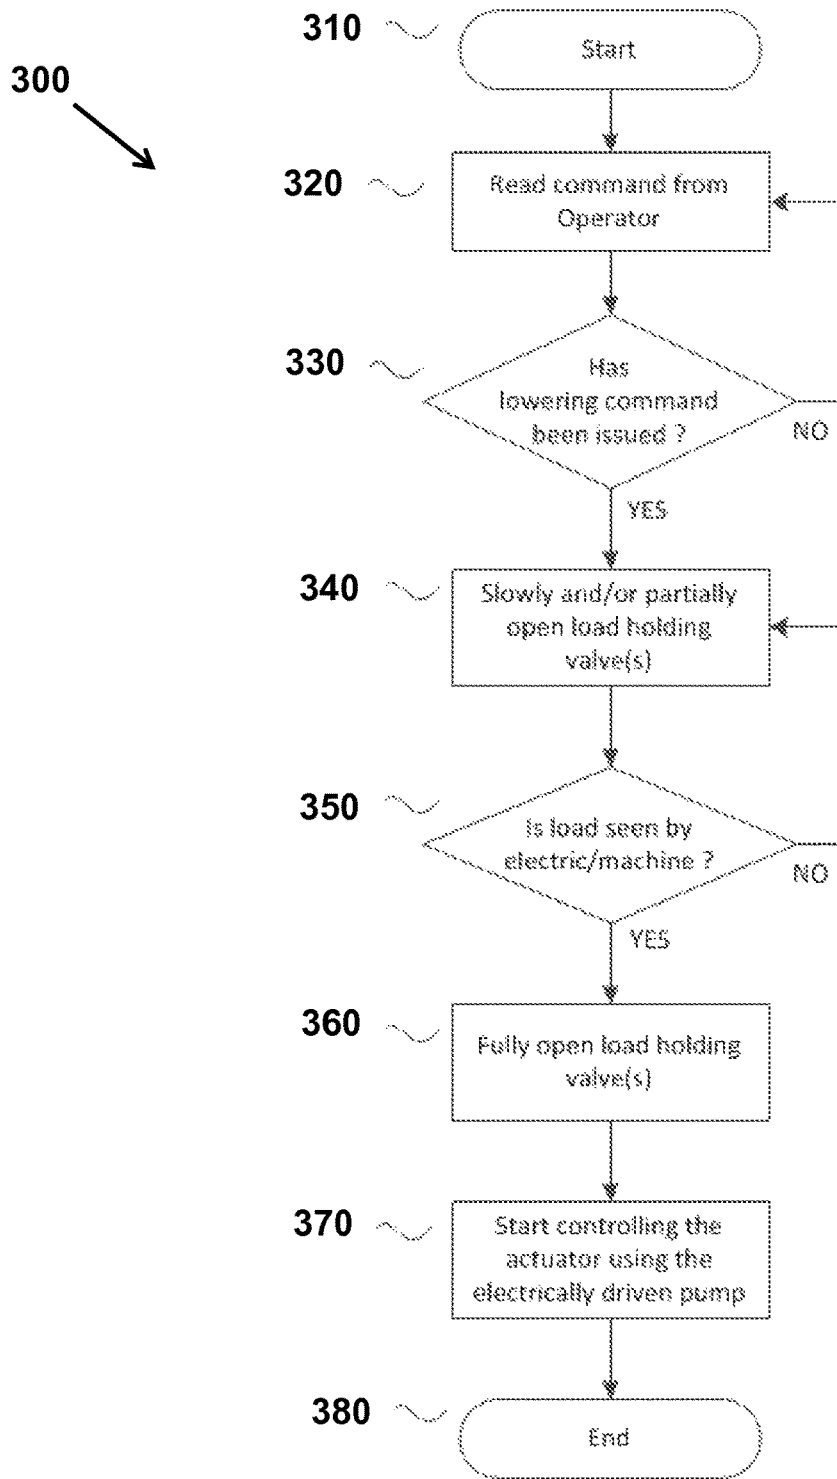 310
Start
300
320
Read command from
Operator
330
Has
lowering command
been issued ?
NO
YES
340
Slowly and/or partially
open load holding
valve(s)
350
Is load seen by
electric/machine ?
NO
YES
360
Fully open load holding
valve(s)
370
Start controlling the
actuator using the
electrically driven pump
380
End